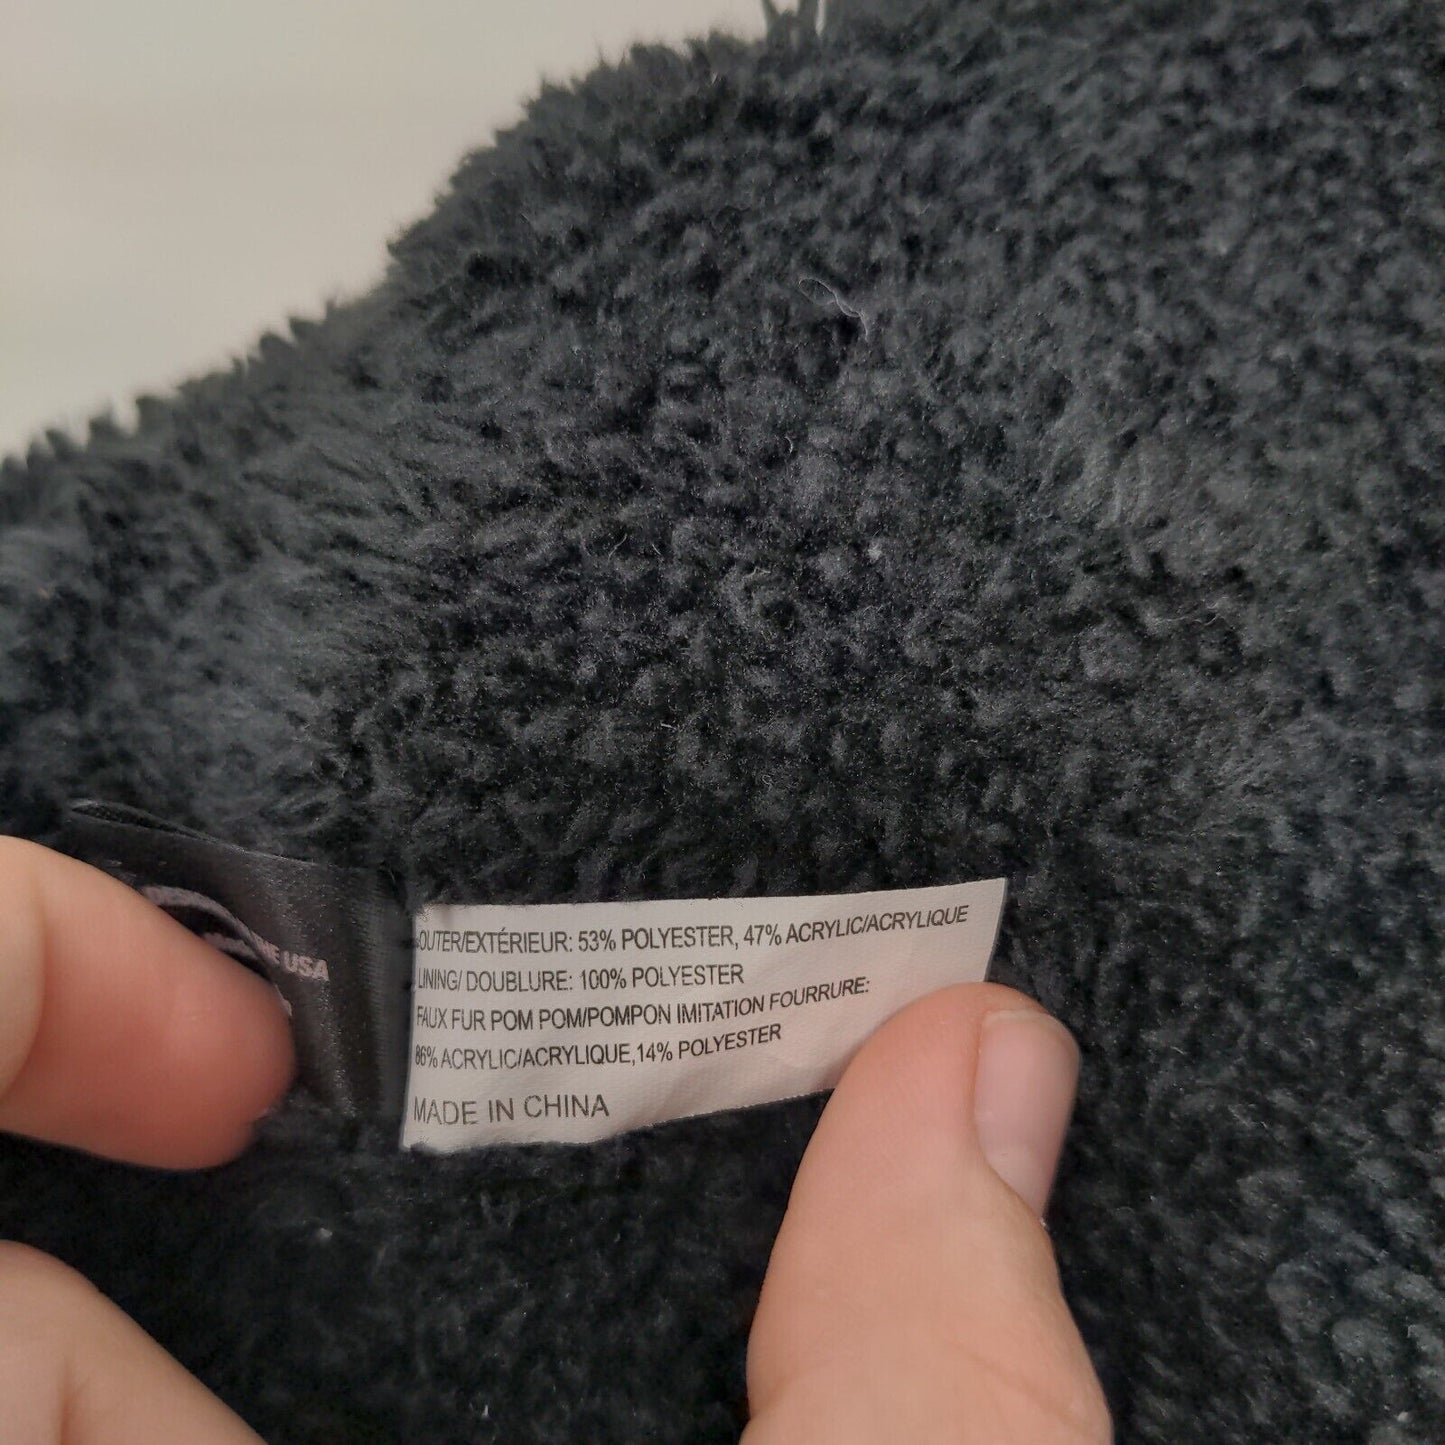 USA
OUTER/EXTÉRIEUR: 53% POLYESTER, 47% ACRYLIC/ACRYLIQUE
LINING/ DOUBLURE: 100% POLYESTER
FAUX FUR POM POM/POMPON IMITATION FOURRURE:
86% ACRYLIC/ACRYLIQUE,14% POLYESTER
MADE IN CHINA